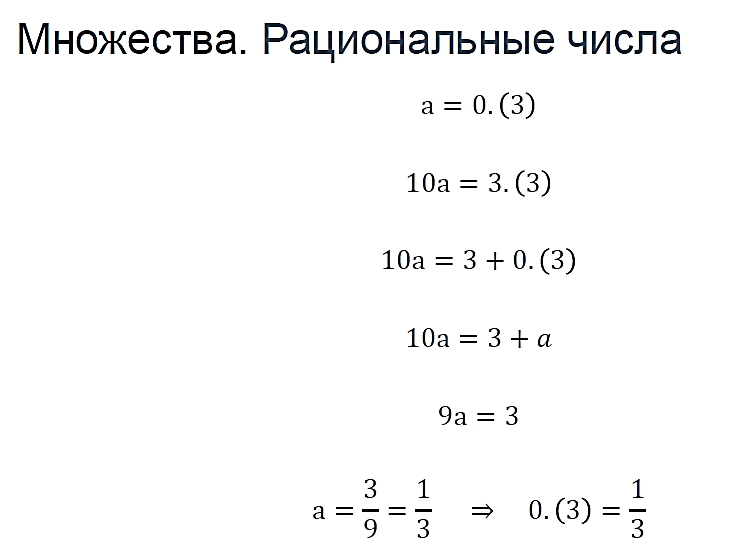 Множества. Рациональные числа
a = 0.(3)
10a = 3.(3)
10a = 3 + 0.(3)
10a = 3 + a
9a = 3
a = 3/9 = 1/3 ⇒ 0.(3) = 1/3